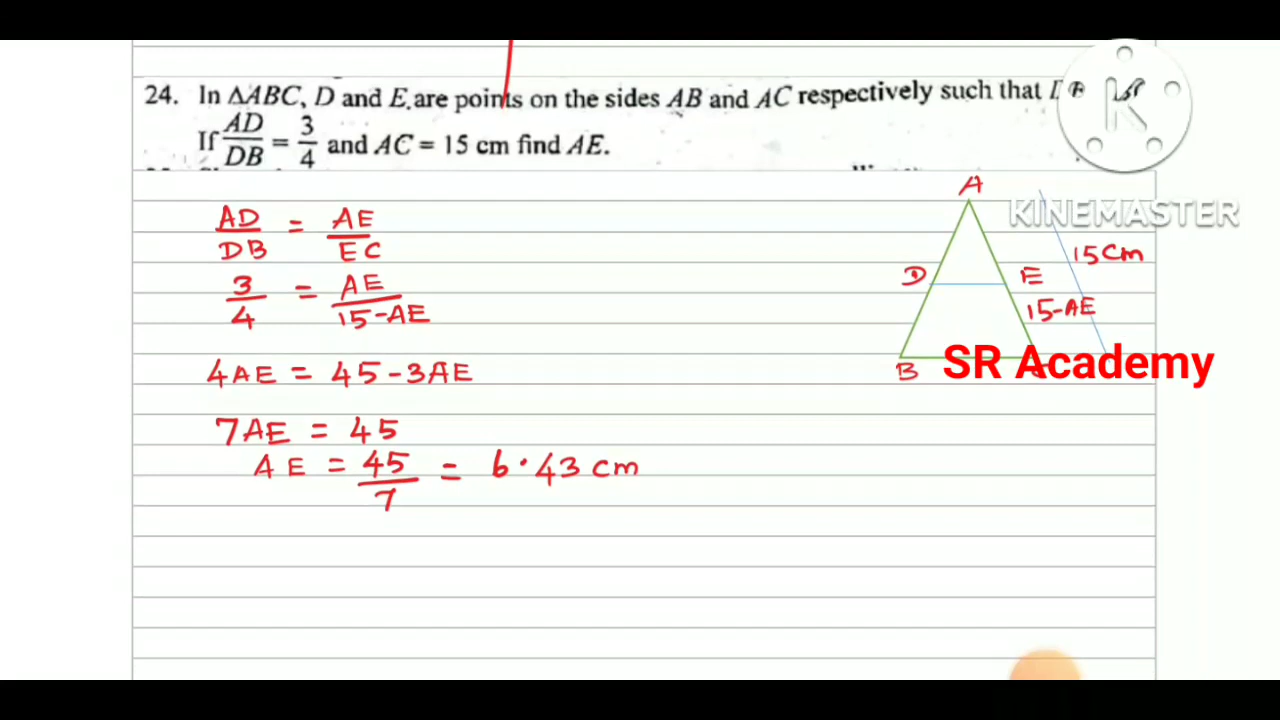 24. In ΔABC, D and E are points on the sides AB and AC respectively such that
If AD/DB = 3/4 and AC = 15 cm find AE.
KINEMASTER
A
AD/DB = AE/EC
15 cm
D E
3/4 = AE/15-AE
15-AE
B
SR Academy
4AE = 45-3AE
7AE = 45
AE = 45/7 = 6.43 cm